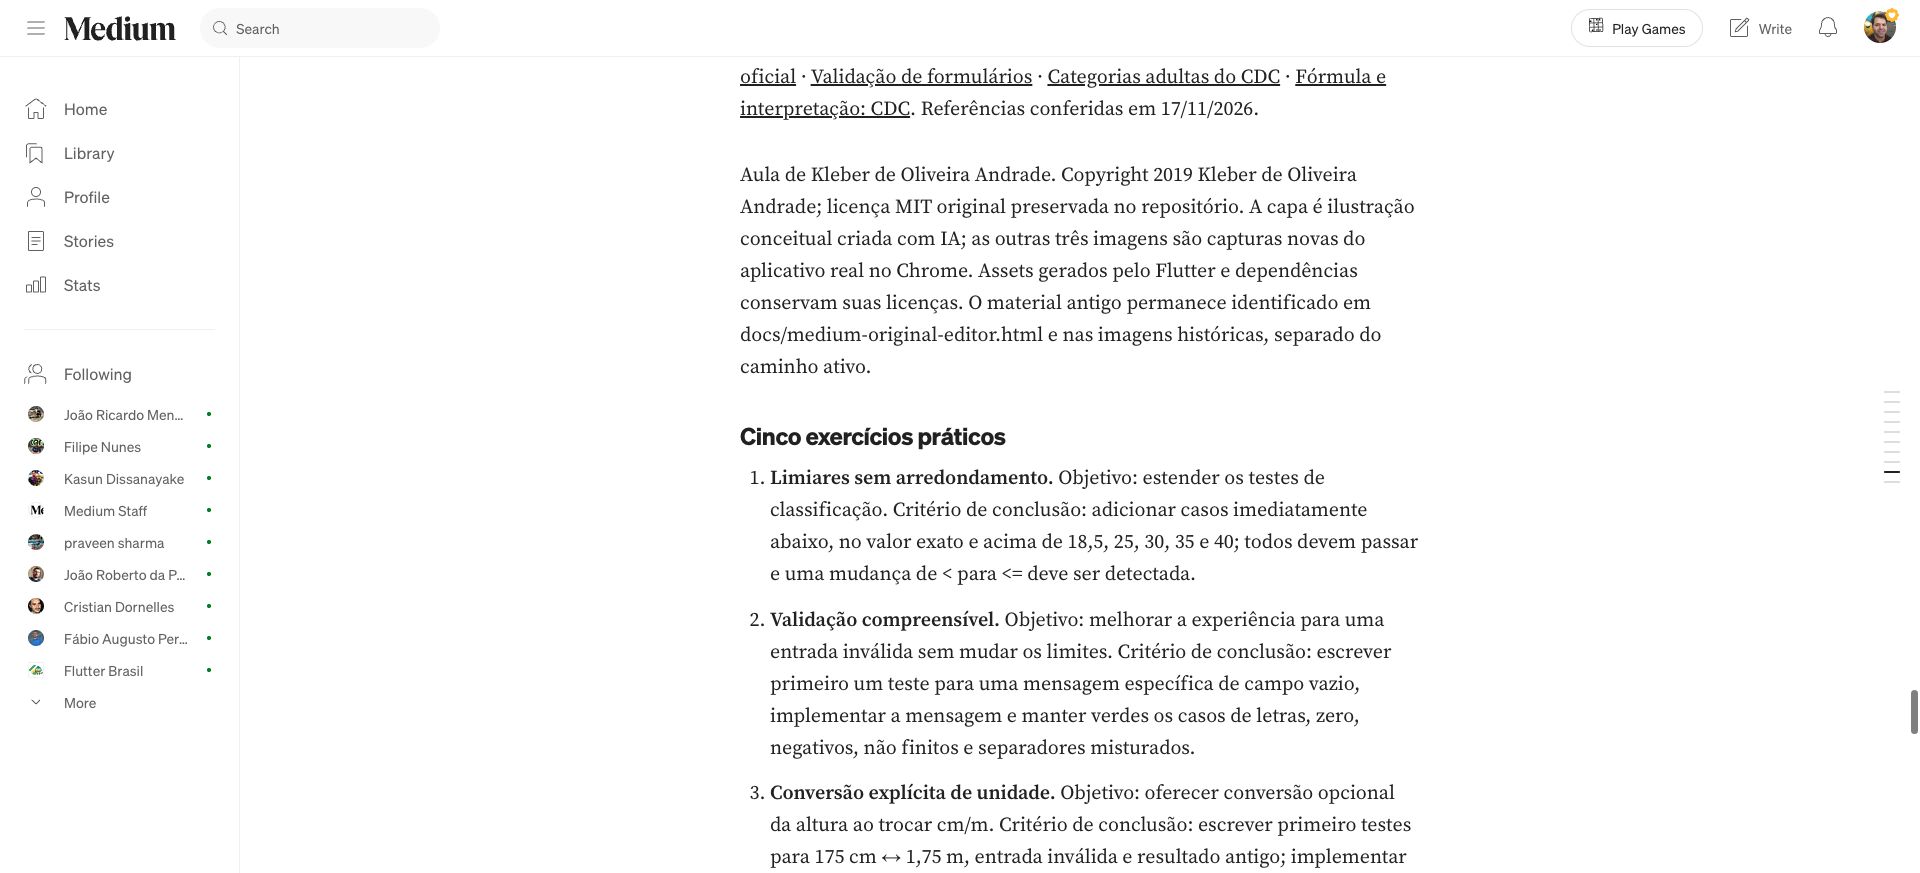 Medium
Search
Play Games
Write
Home
Library
Profile
Stories
Stats
Following
João Ricardo Men...
Filipe Nunes
Kasun Dissanayake
Medium Staff
praveen sharma
João Roberto da P...
Cristian Dornelles
Fábio Augusto Per...
Flutter Brasil
More
oficial · Validação de formulários · Categorias adultas do CDC · Fórmula e
interpretação: CDC. Referências conferidas em 17/11/2026.
Aula de Kleber de Oliveira Andrade. Copyright 2019 Kleber de Oliveira
Andrade; licença MIT original preservada no repositório. A capa é ilustração
conceitual criada com IA; as outras três imagens são capturas novas do
aplicativo real no Chrome. Assets gerados pelo Flutter e dependências
conservam suas licenças. O material antigo permanece identificado em
docs/medium-original-editor.html e nas imagens históricas, separado do
caminho ativo.
Cinco exercícios práticos
1. Limiares sem arredondamento. Objetivo: estender os testes de
classificação. Critério de conclusão: adicionar casos imediatamente
abaixo, no valor exato e acima de 18,5, 25, 30, 35 e 40; todos devem passar
e uma mudança de < para <= deve ser detectada.
2. Validação compreensível. Objetivo: melhorar a experiência para uma
entrada inválida sem mudar os limites. Critério de conclusão: escrever
primeiro um teste para uma mensagem específica de campo vazio,
implementar a mensagem e manter verdes os casos de letras, zero,
negativos, não finitos e separadores misturados.
3. Conversão explícita de unidade. Objetivo: oferecer conversão opcional
da altura ao trocar cm/m. Critério de conclusão: escrever primeiro testes
para 175 cm ↔ 1,75 m, entrada inválida e resultado antigo; implementar